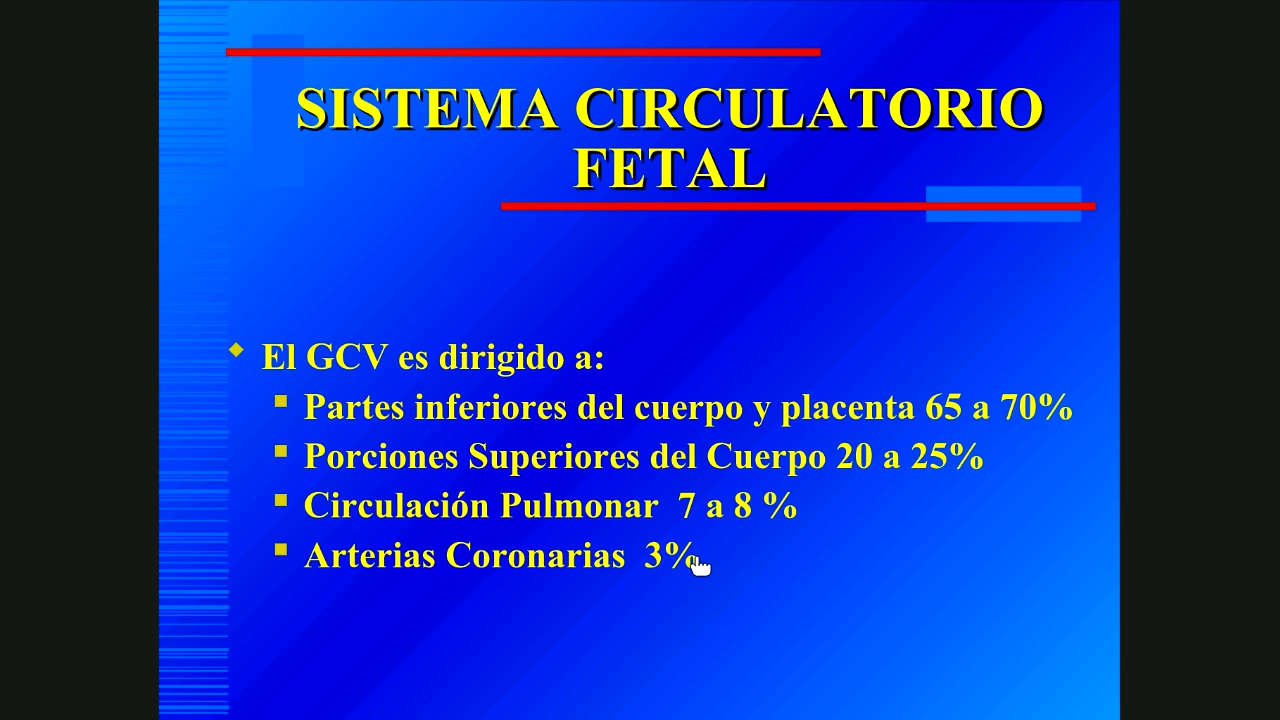 SISTEMA CIRCULATORIO
FETAL
El GCV es dirigido a:
Partes inferiores del cuerpo y placenta 65 a 70%
Porciones Superiores del Cuerpo 20 a 25%
Circulación Pulmonar 7 a 8 %
Arterias Coronarias 3%